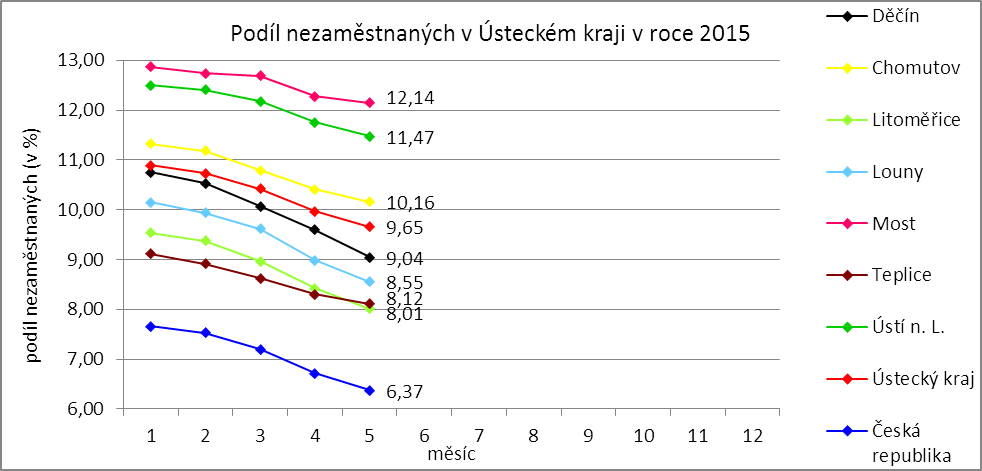 Podíl nezaměstnaných v Ústeckém kraji v roce 2015
podíl nezaměstnaných (v %)
13,00
12,00
11,00
10,00
9,00
8,00
7,00
6,00
12,14
11,47
10,16
9,65
9,04
8,55
8,12
8,01
6,37
1 2 3 4 5 6 7 8 9 10 11 12
měsíc
Děčín
Chomutov
Litoměřice
Louny
Most
Teplice
Ústí n. L.
Ústecký kraj
Česká
republika